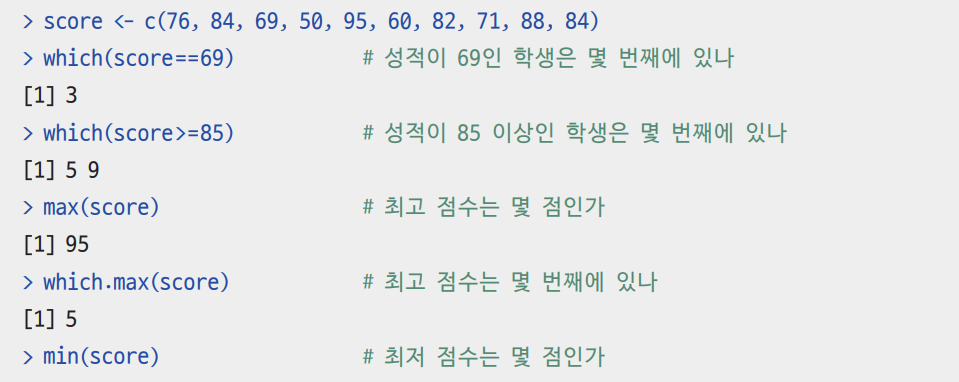 > score <- c(76, 84, 69, 50, 95, 60, 82, 71, 88, 84)
> which(score==69) # 성적이 69인 학생은 몇 번째에 있나
[1] 3
> which(score>=85) # 성적이 85 이상인 학생은 몇 번째에 있나
[1] 5 9
> max(score) # 최고 점수는 몇 점인가
[1] 95
> which.max(score) # 최고 점수는 몇 번째에 있나
[1] 5
> min(score) # 최저 점수는 몇 점인가